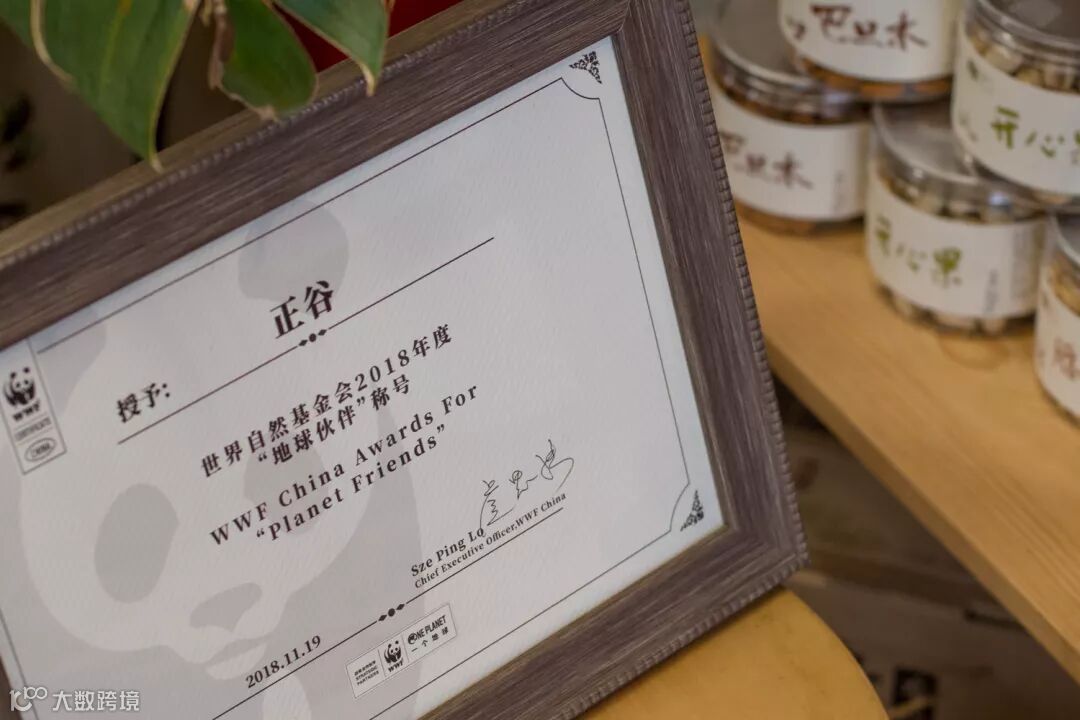 正谷
授予:
世界自然基金会2018年度
“地球伙伴”称号
WWF China Awards For
“Planet Friends”
Sze Ping Lo
Chief Executive Officer,WWF China
2018.11.19
WWF
CERTIFICATE
CHINA
WWF
ONE PLANET
一个地球
巴旦木
开心果
巴旦木
开心果
大数跨境